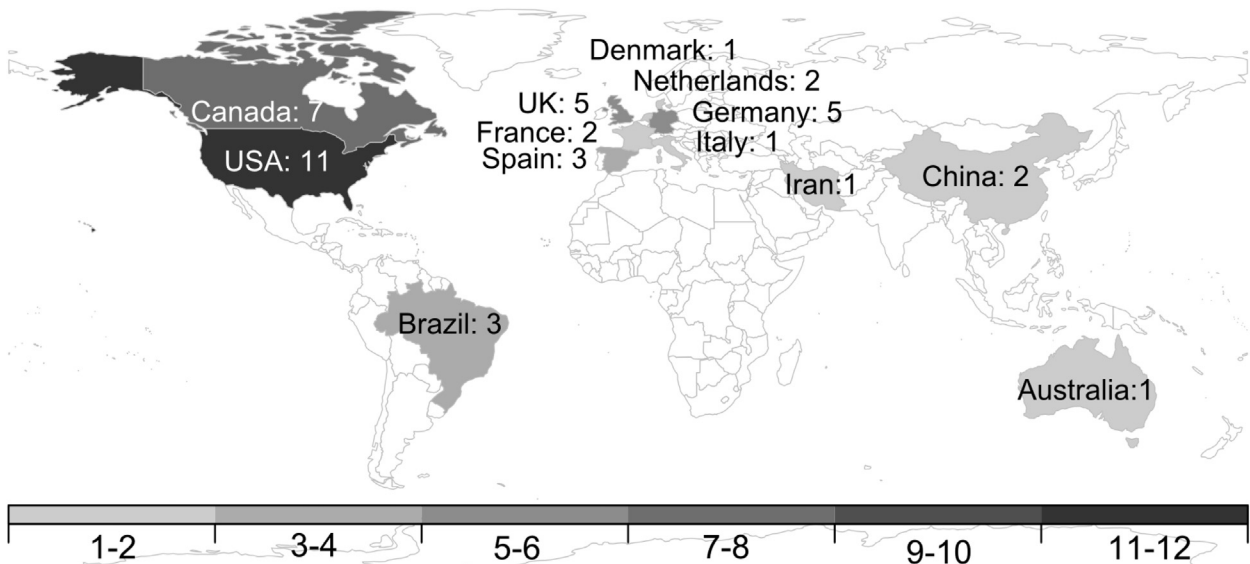 Denmark: 1
Netherlands: 2
UK: 5
Germany: 5
Canada: 7
France: 2
Italy: 1
USA: 11
Spain: 3
Iran:1
China: 2
Brazil: 3
Australia:1
1-2
3-4
5-6
7-8
9-10
11-12